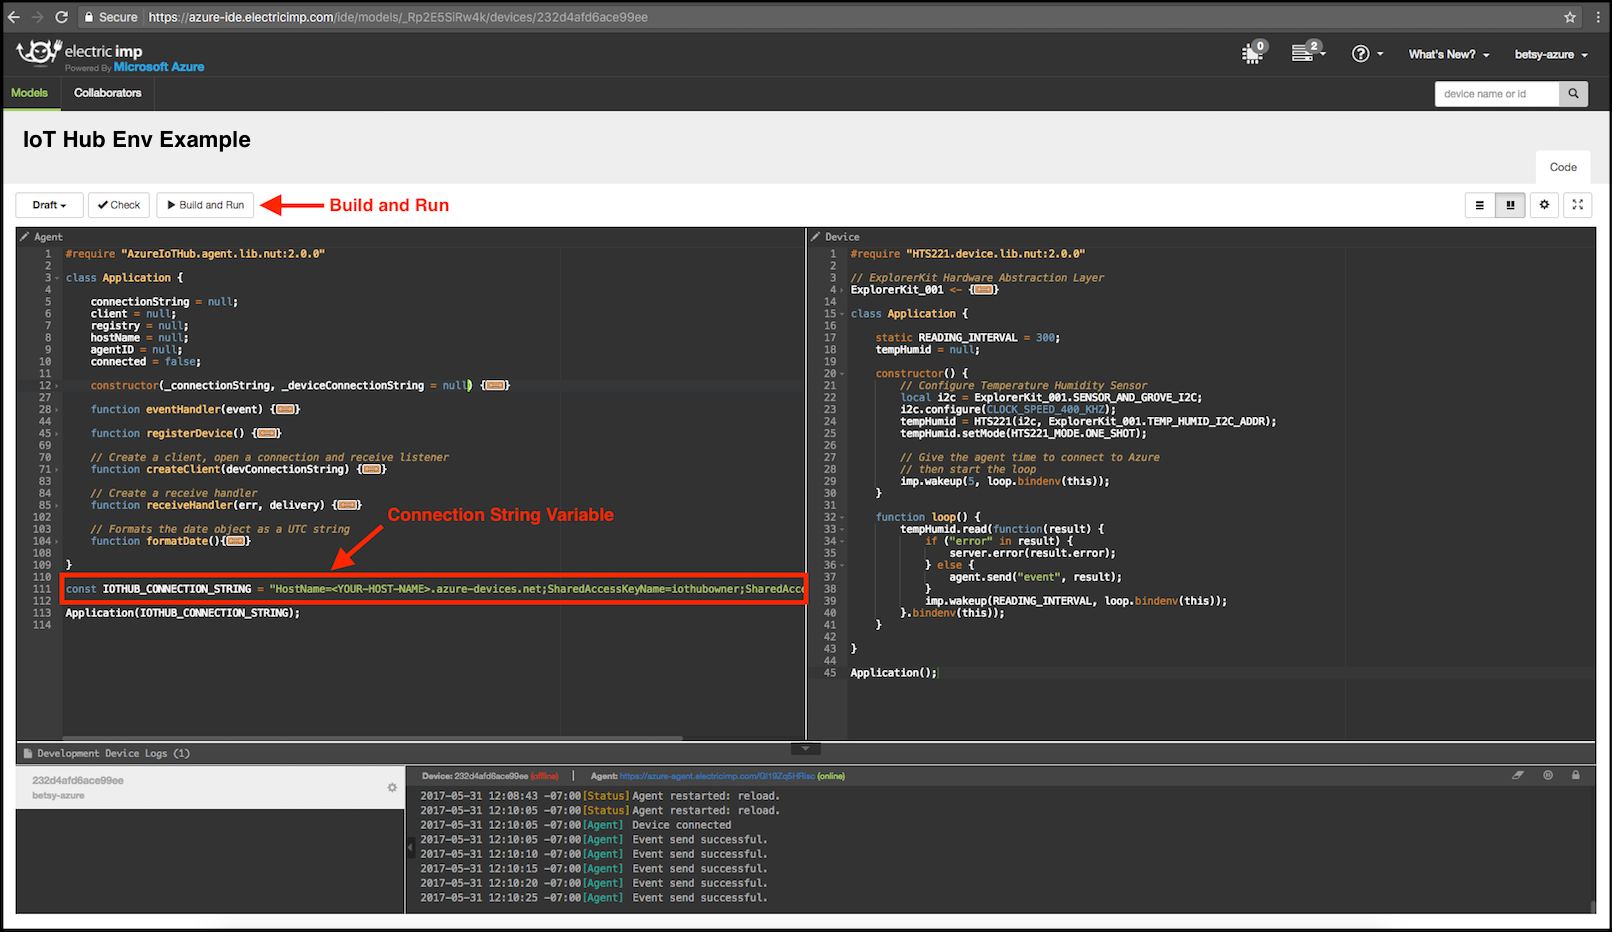 Secure https://azure-ide.electricimp.com/ide/models/_Rp2E5SiRw4k/devices/232d4afd6ace99ee
electric imp
Powered By Microsoft Azure
0
2
What's New?
betsy-azure
Models
Collaborators
device name or id
IoT Hub Env Example
Code
Draft
Check
Build and Run
Build and Run
Agent
1 #require "AzureIoTHub.agent.lib.nut:2.0.0"
2
3 class Application {
4
5 connectionString = null;
6 client = null;
7 registry = null;
8 hostName = null;
9 agentID = null;
10 connected = false;
11
12 constructor(_connectionString, _deviceConnectionString = null) {
27
28 function eventHandler(event) {
44
45 function registerDevice() {
69
70 // Create a client, open a connection and receive listener
71 function createClient(devConnectionString) {
83
84 // Create a receive handler
85 function receiveHandler(err, delivery) {
102
103 // Formats the date object as a UTC string
104 function formatDate(){
108
109 }
110
111 const IOTHUB_CONNECTION_STRING = "HostName=<YOUR-HOST-NAME>.azure-devices.net;SharedAccessKeyName=iothubowner;SharedAcc
112
113 Application(IOTHUB_CONNECTION_STRING);
114
Connection String Variable
Device
1 #require "HTS221.device.lib.nut:2.0.0"
2
3 // ExplorerKit Hardware Abstraction Layer
4 ExplorerKit_001 <- {
14
15 class Application {
16
17 static READING_INTERVAL = 300;
18 tempHumid = null;
19
20 constructor() {
21 // Configure Temperature Humidity Sensor
22 local i2c = ExplorerKit_001.SENSOR_AND_GROVE_I2C;
23 i2c.configure(CLOCK_SPEED_400_KHZ);
24 tempHumid = HTS221(i2c, ExplorerKit_001.TEMP_HUMID_I2C_ADDR);
25 tempHumid.setMode(HTS221_MODE.ONE_SHOT);
26
27 // Give the agent time to connect to Azure
28 // then start the loop
29 imp.wakeup(5, loop.bindenv(this));
30 }
31
32 function loop() {
33 tempHumid.read(function(result) {
34 if ("error" in result) {
35 server.error(result.error);
36 } else {
37 agent.send("event", result);
38 }
39 imp.wakeup(READING_INTERVAL, loop.bindenv(this));
40 }.bindenv(this));
41 }
42
43 }
44
45 Application();
Development Device Logs (1)
232d4afd6ace99ee
betsy-azure
Device: 232d4afd6ace99ee (offline) | Agent: https://azure-agent.electricimp.com/GI19Zq5HRisc (online)
2017-05-31 12:08:43 -07:00 [Status] Agent restarted: reload.
2017-05-31 12:10:05 -07:00 [Status] Agent restarted: reload.
2017-05-31 12:10:05 -07:00 [Agent] Device connected
2017-05-31 12:10:05 -07:00 [Agent] Event send successful.
2017-05-31 12:10:10 -07:00 [Agent] Event send successful.
2017-05-31 12:10:15 -07:00 [Agent] Event send successful.
2017-05-31 12:10:20 -07:00 [Agent] Event send successful.
2017-05-31 12:10:25 -07:00 [Agent] Event send successful.